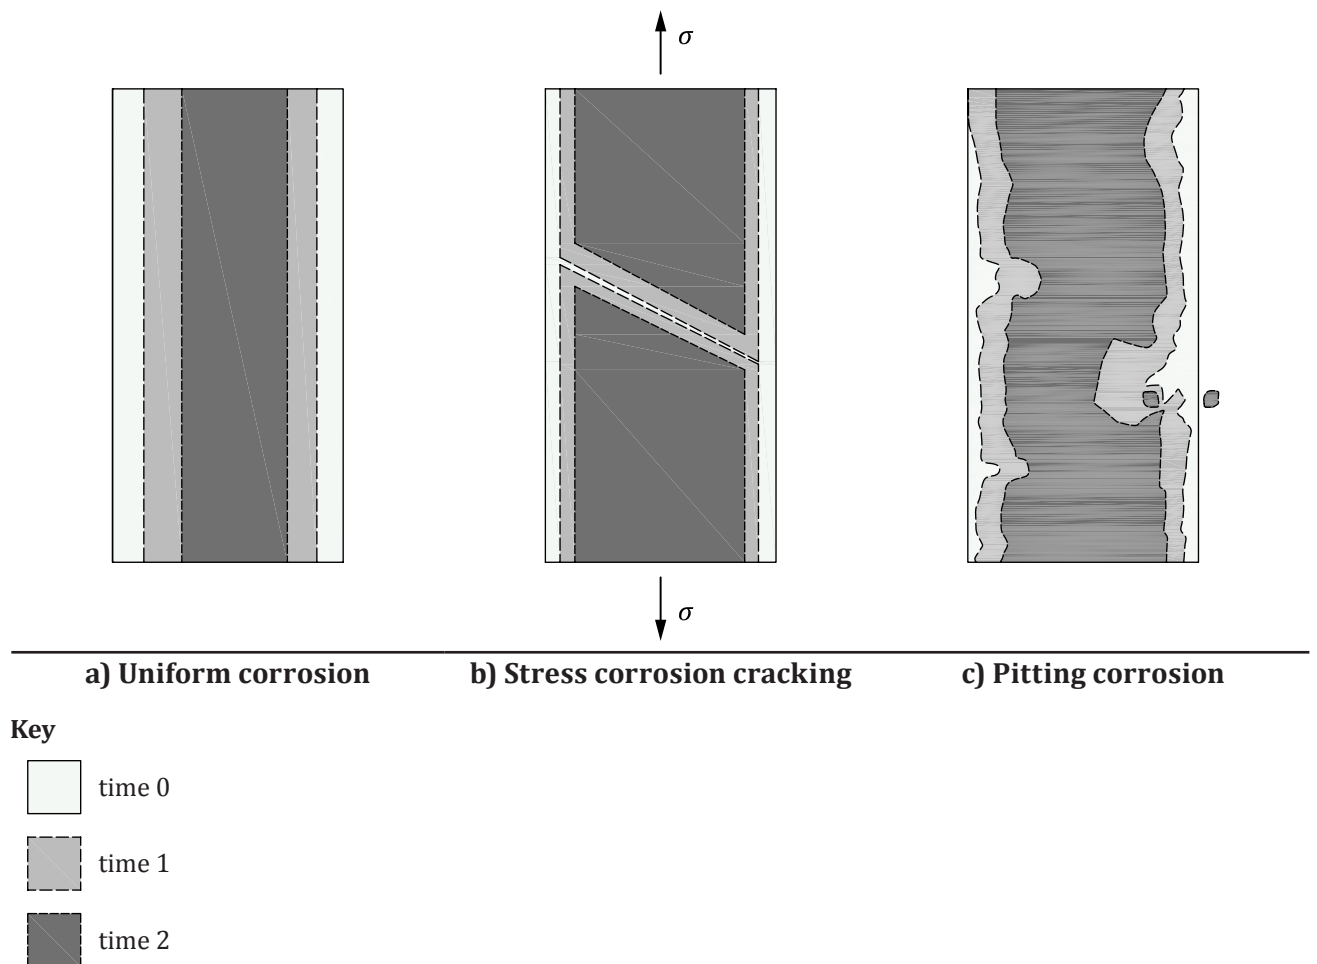 σ
σ
a) Uniform corrosion b) Stress corrosion cracking c) Pitting corrosion
Key
time 0
time 1
time 2